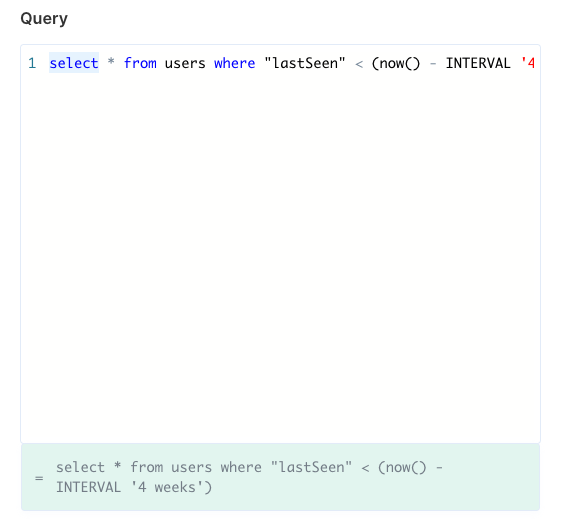 Query
1 select * from users where "lastSeen" < (now() - INTERVAL '4
= select * from users where "lastSeen" < (now() -
INTERVAL '4 weeks')